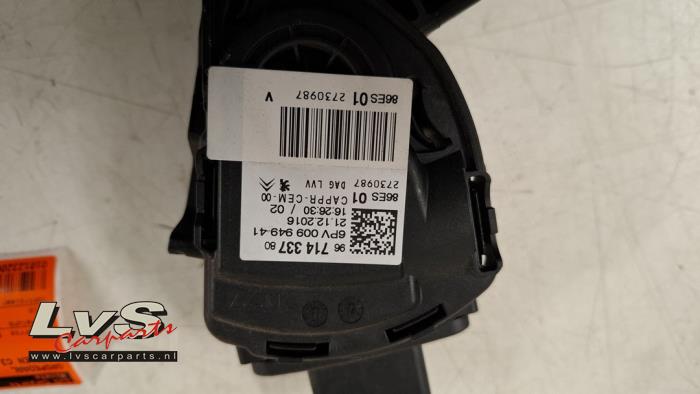 96 714 337 80
6PV 009 949-41
21.12.2016
16:26:30 / 02
CAPPR-CEM-00
86ES 01 2730987 DAG LVV
86ES 01 2730987 V
LvS
Carparts
www.lvscarparts.nl